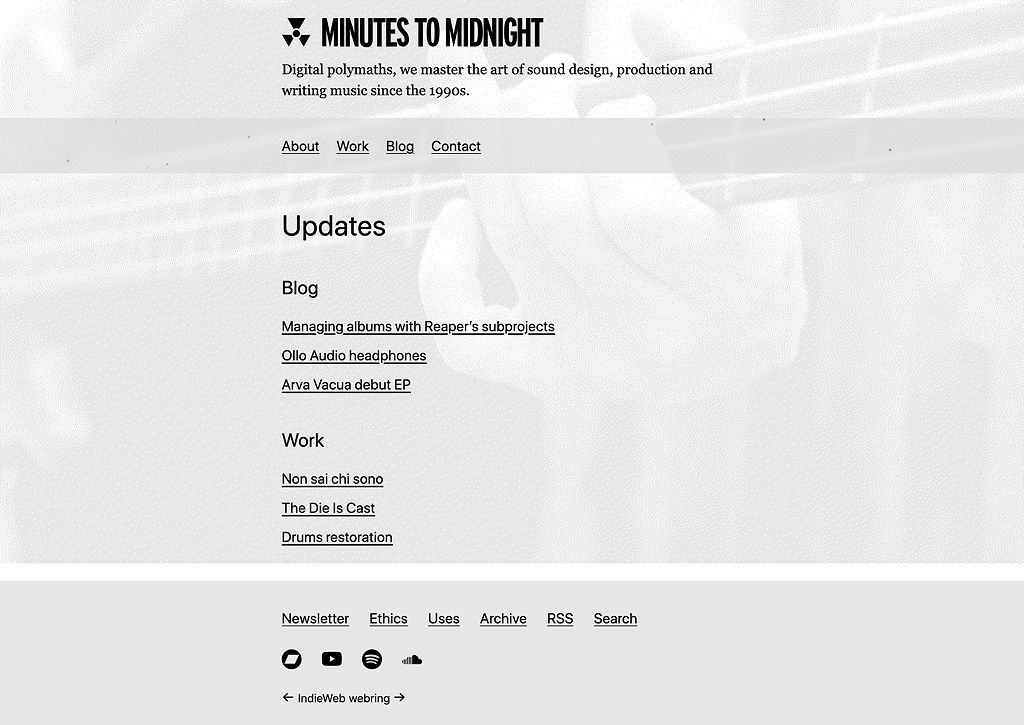 MINUTES TO MIDNIGHT
Digital polymaths, we master the art of sound design, production and
writing music since the 1990s.
About Work Blog Contact
Updates
Blog
Managing albums with Reaper’s subprojects
Ollo Audio headphones
Arva Vacua debut EP
Work
Non sai chi sono
The Die Is Cast
Drums restoration
Newsletter Ethics Uses Archive RSS Search
← IndieWeb webring →